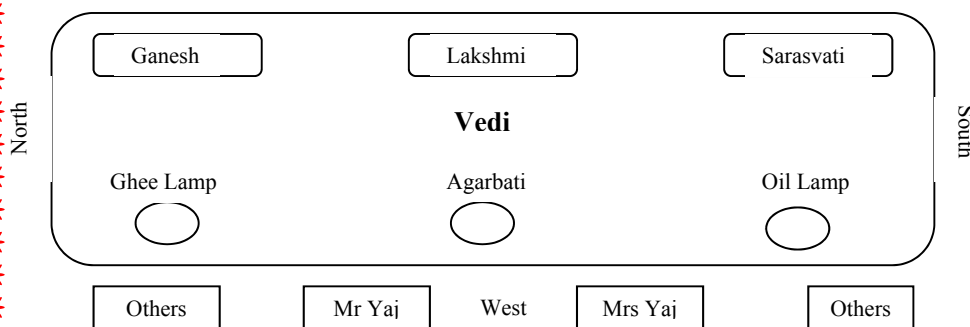 Ganesh Lakshmi Sarasvati
North
South
Vedi
Ghee Lamp Agarbati Oil Lamp
Others Mr Yaj West Mrs Yaj Others